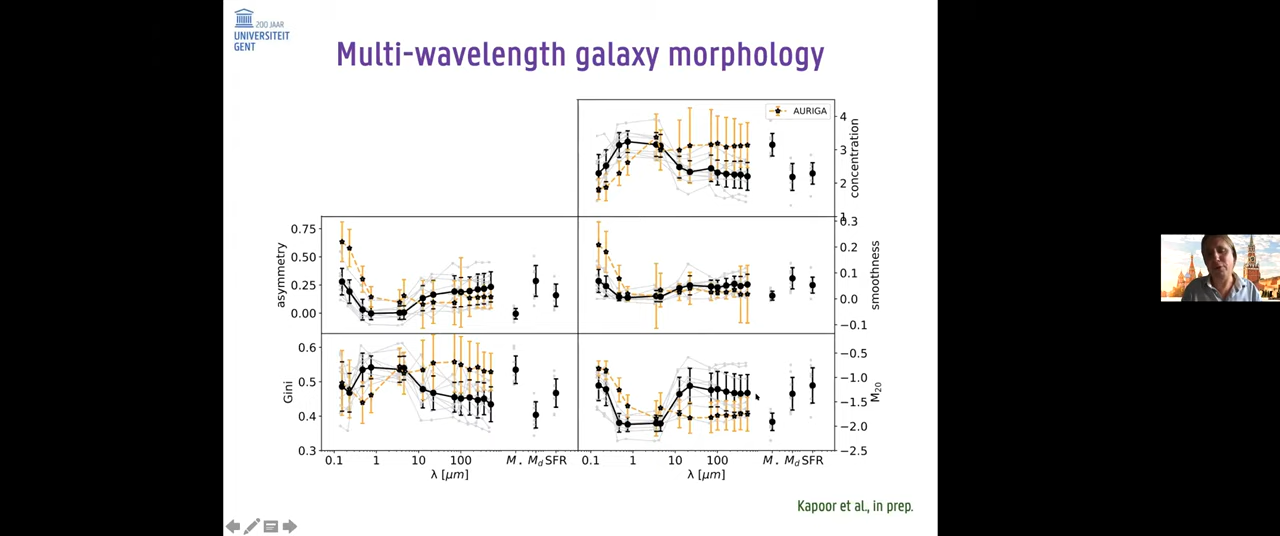 200 JAAR
UNIVERSITEIT
GENT
Multi-wavelength galaxy morphology
AURIGA
4
3
2
1
concentration
0.75
0.50
0.25
0.00
asymmetry
0.3
0.2
0.1
0.0
−0.1
smoothness
0.6
0.5
0.4
0.3
Gini
−0.5
−1.0
−1.5
−2.0
−2.5
M20
0.1 1 10 100 M⋆ Md SFR
λ [μm]
0.1 1 10 100 M⋆ Md SFR
λ [μm]
Kapoor et al., in prep.